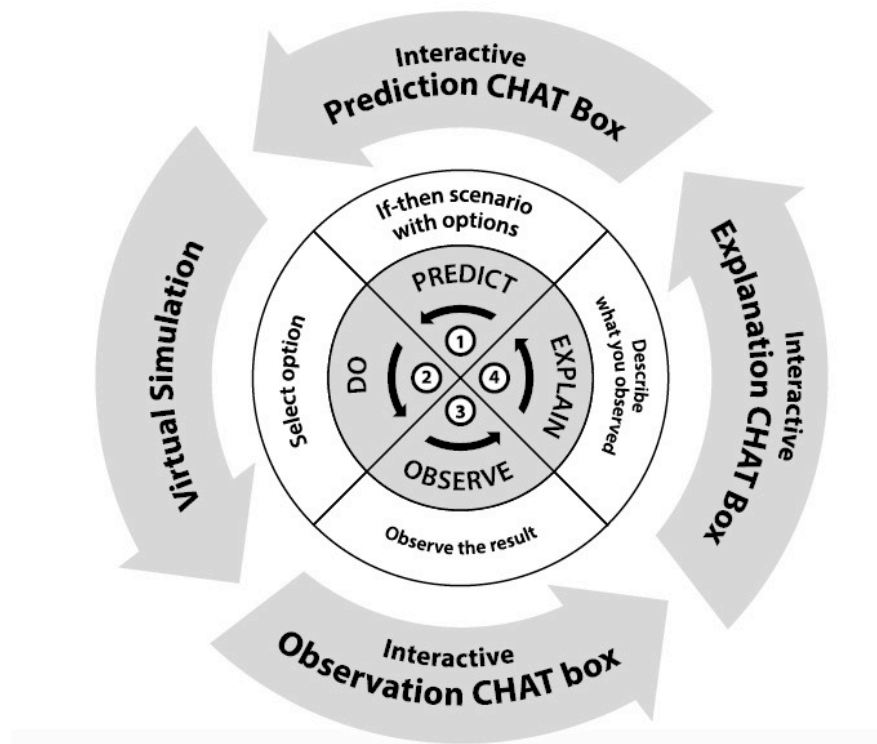 Interactive
Prediction CHAT Box
If-then scenario
with options
PREDICT
1
Virtual Simulation
Select option
DO
2
3
OBSERVE
Observe the result
Interactive
Observation CHAT box
4
EXPLAIN
Describe
what you observed
Interactive
Explanation CHAT Box